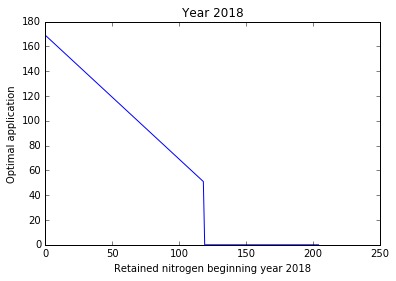 Year 2018
Optimal application
180
160
140
120
100
80
60
40
20
0
0 50 100 150 200 250
Retained nitrogen beginning year 2018